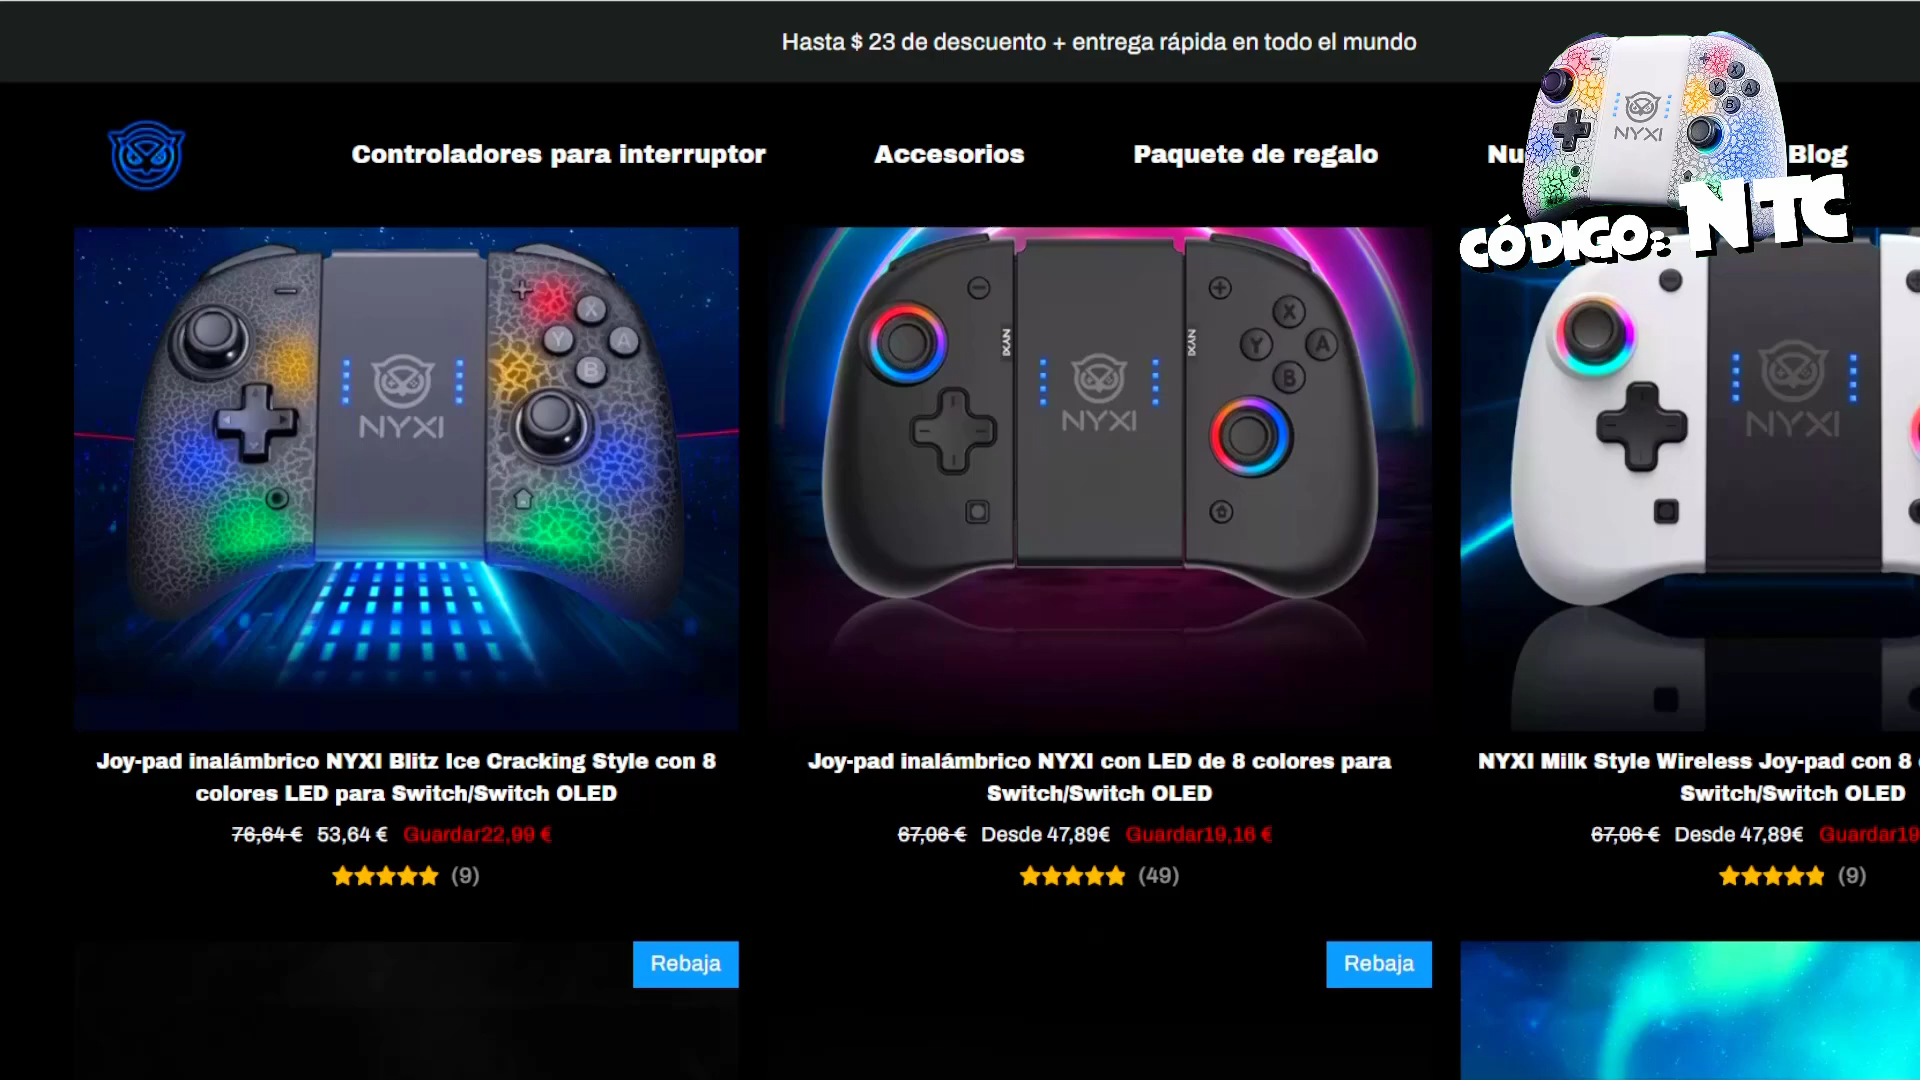 Hasta $ 23 de descuento + entrega rápida en todo el mundo
Controladores para interruptor
Accesorios
Paquete de regalo
Nu
Blog
NYXI
CÓDIGO: NTC
NYXI
X
Y
A
B
NYXI
NYXI
NYXI
X
Y
A
B
NYXI
Joy-pad inalámbrico NYXI Blitz Ice Cracking Style con 8
colores LED para Switch/Switch OLED
76,64 € 53,64 € Guardar22,99 €
(9)
Joy-pad inalámbrico NYXI con LED de 8 colores para
Switch/Switch OLED
67,06 € Desde 47,89€ Guardar19,16 €
(49)
NYXI Milk Style Wireless Joy-pad con 8
Switch/Switch OLED
67,06 € Desde 47,89€ Guardar19
(9)
Rebaja
Rebaja